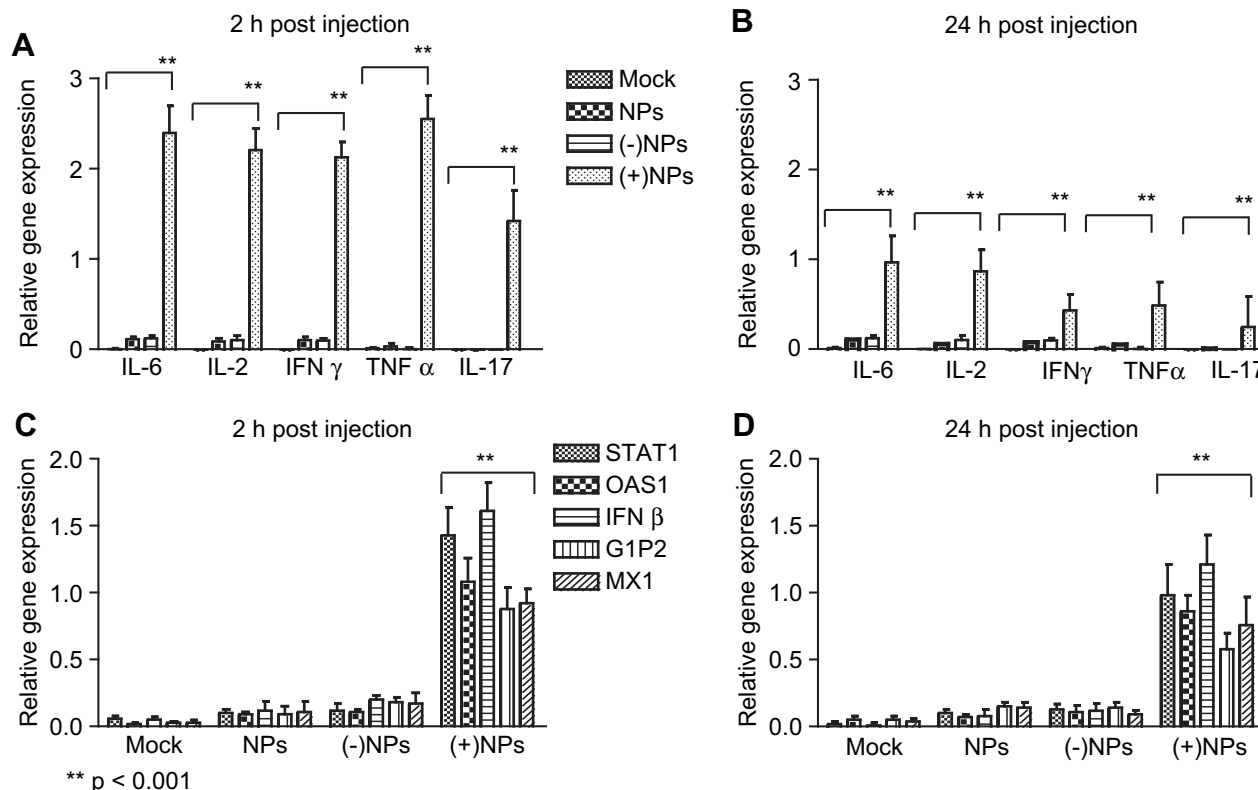 A
2 h post injection
Relative gene expression
3
2
1
0
**
**
**
**
**
IL-6 IL-2 IFN γ TNF α IL-17
Mock
NPs
(-)NPs
(+)NPs
B
24 h post injection
Relative gene expression
3
2
1
0
**
**
**
**
**
IL-6 IL-2 IFNγ TNFα IL-17
C
2 h post injection
Relative gene expression
2.0
1.5
1.0
0.5
0.0
**
Mock NPs (-)NPs (+)NPs
STAT1
OAS1
IFN β
G1P2
MX1
D
24 h post injection
Relative gene expression
2.0
1.5
1.0
0.5
0.0
**
Mock NPs (-)NPs (+)NPs
** p < 0.001